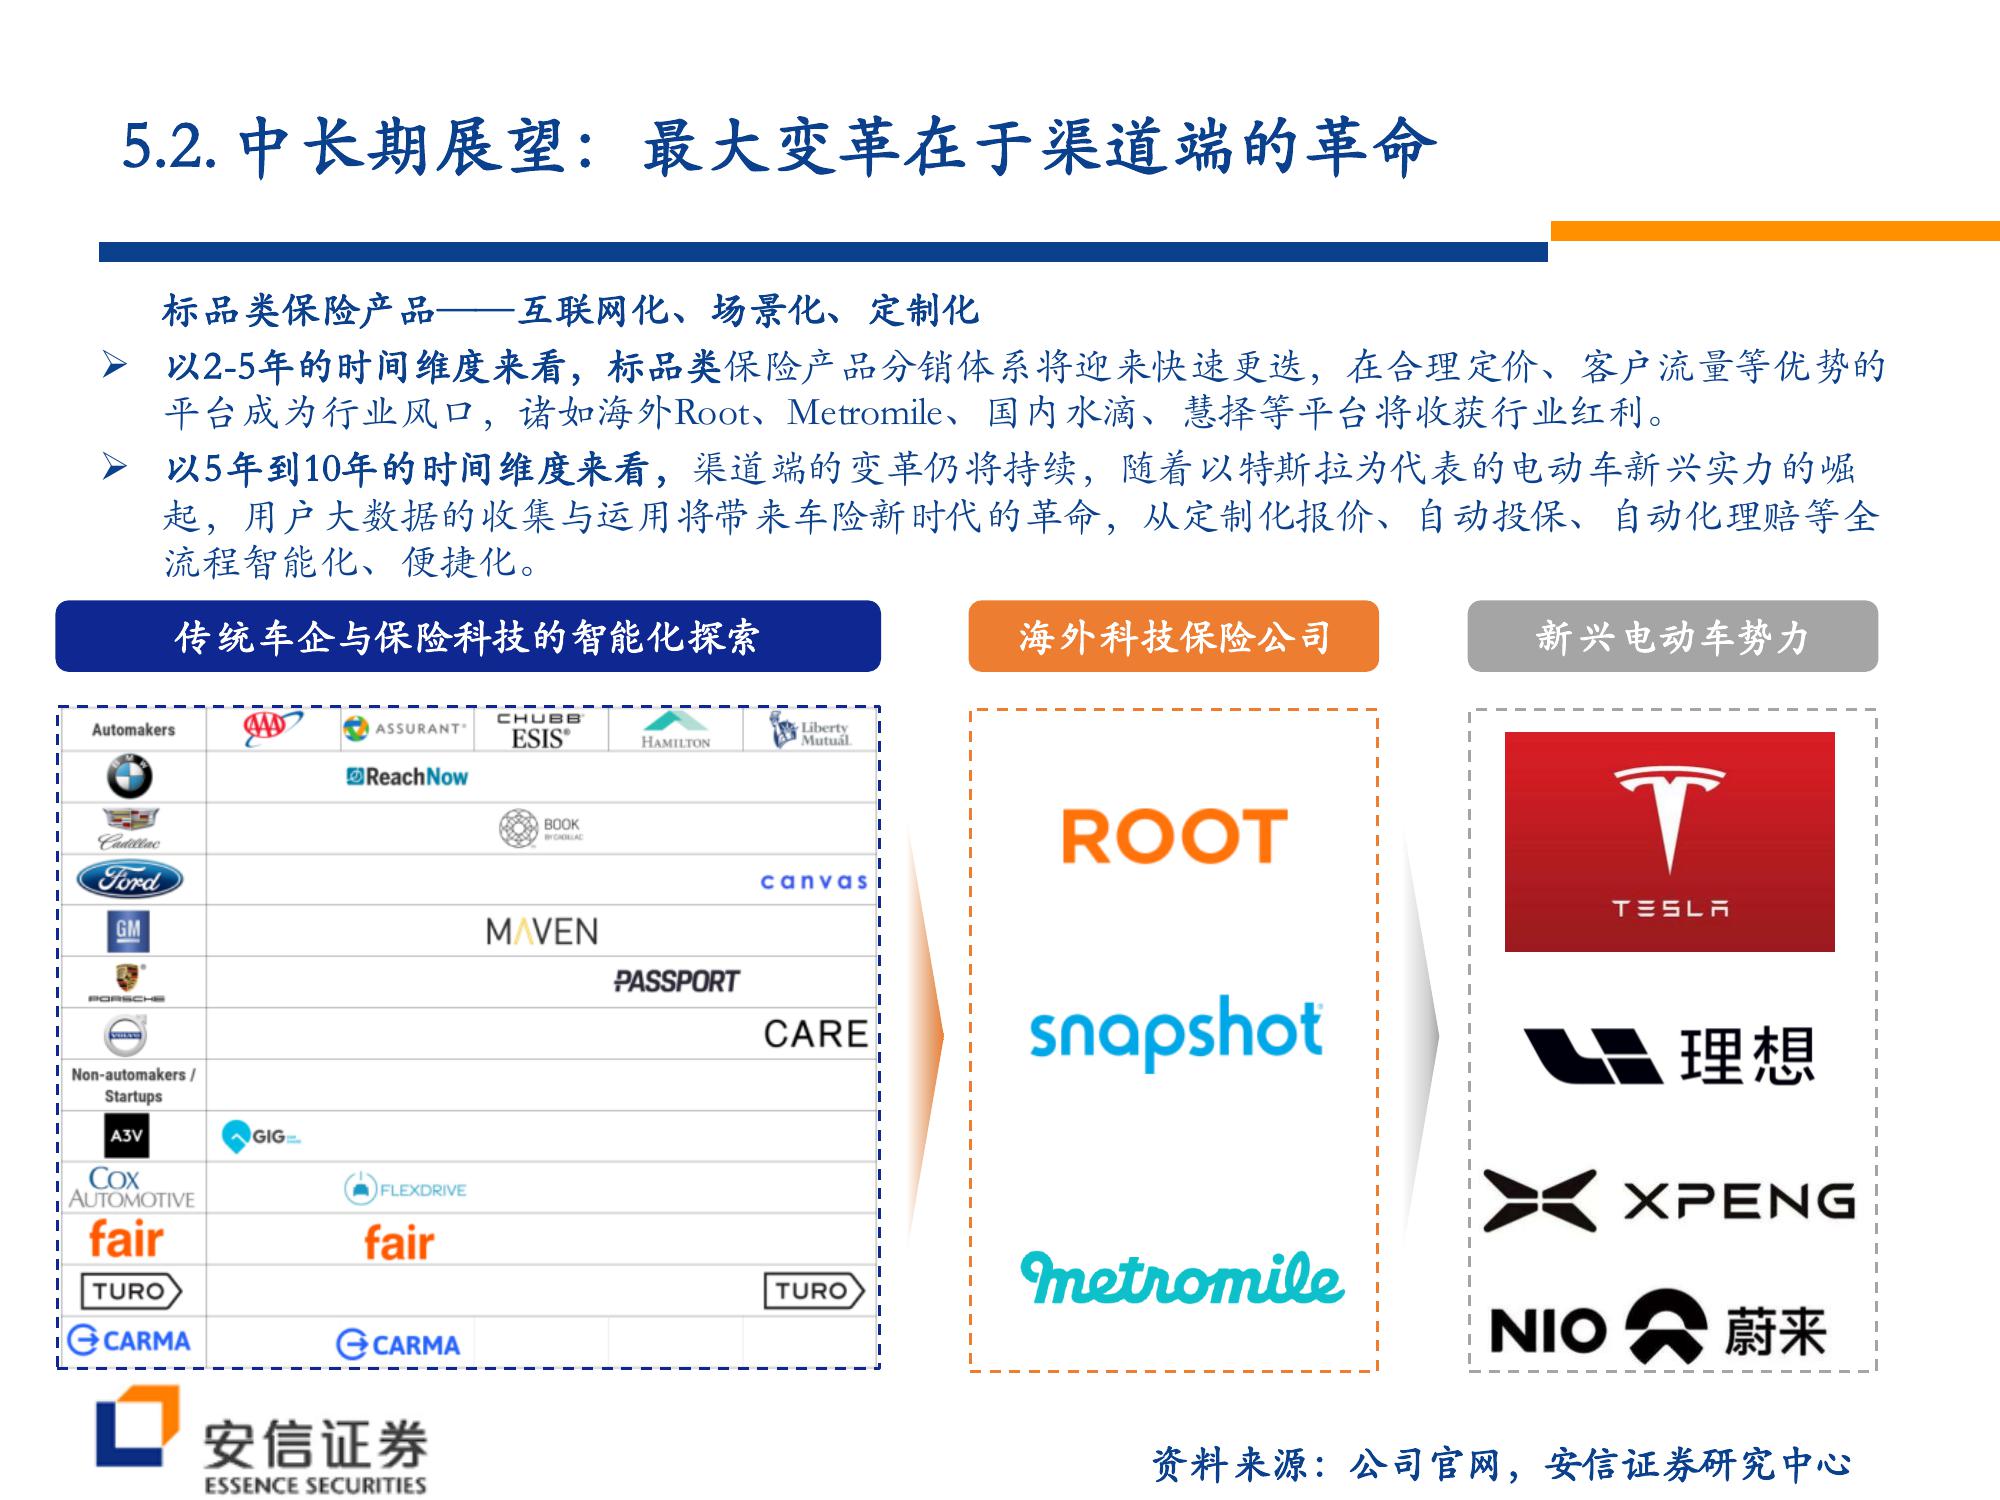 5.2. 中长期展望：最大变革在于渠道端的革命
标品类保险产品——互联网化、场景化、定制化
以2-5年的时间维度来看，标品类保险产品分销体系将迎来快速更迭，在合理定价、客户流量等优势的
平台成为行业风口，诸如海外Root、Metromile、国内水滴、慧择等平台将收获行业红利。
以5年到10年的时间维度来看，渠道端的变革仍将持续，随着以特斯拉为代表的电动车新兴实力的崛
起，用户大数据的收集与运用将带来车险新时代的革命，从定制化报价、自动投保、自动化理赔等全
流程智能化、便捷化。
传统车企与保险科技的智能化探索
Automakers
AAA
ASSURANT
CHUBB
ESIS®
HAMILTON
Liberty
Mutual.
BMW
ReachNow
Cadillac
BOOK
BY CADILLAC
Ford
canvas
GM
MAVEN
PORSCHE
PASSPORT
VOLVO
CARE
Non-automakers /
Startups
A3V
GIG
COX
AUTOMOTIVE
FLEXDRIVE
fair
fair
TURO
TURO
CARMA
CARMA
海外科技保险公司
ROOT
snapshot
metromile
新兴电动车势力
TESLA
理想
XPENG
NIO 蔚来
安信证券
ESSENCE SECURITIES
资料来源：公司官网，安信证券研究中心